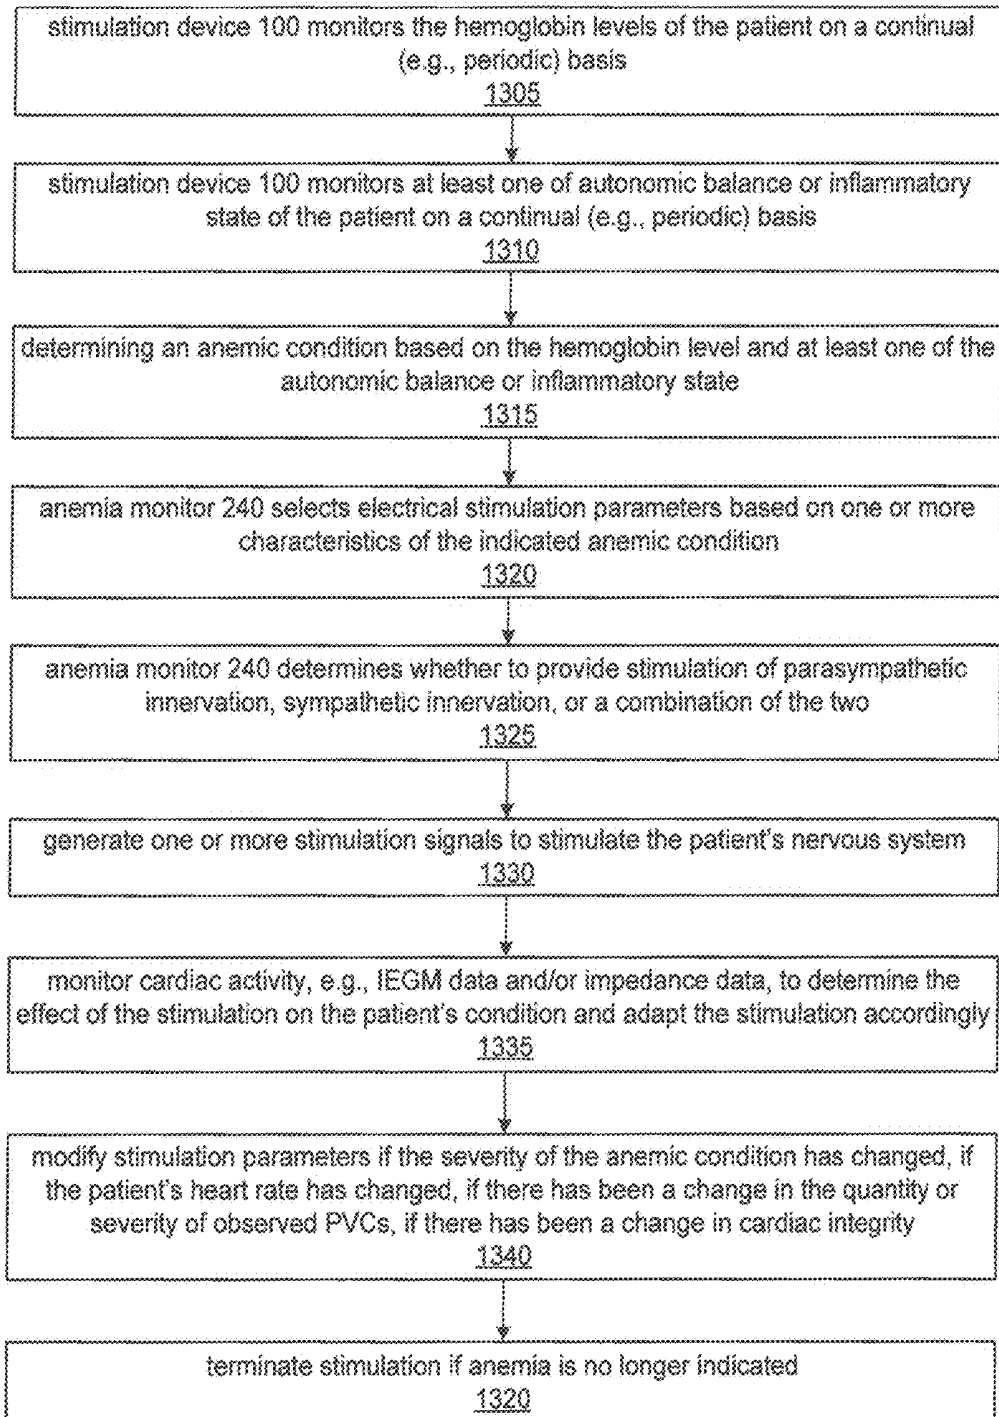 stimulation device 100 monitors the hemoglobin levels of the patient on a continual
(e.g., periodic) basis
1305
stimulation device 100 monitors at least one of autonomic balance or inflammatory
state of the patient on a continual (e.g., periodic) basis
1310
determining an anemic condition based on the hemoglobin level and at least one of the
autonomic balance or inflammatory state
1315
anemia monitor 240 selects electrical stimulation parameters based on one or more
characteristics of the indicated anemic condition
1320
anemia monitor 240 determines whether to provide stimulation of parasympathetic
innervation, sympathetic innervation, or a combination of the two
1325
generate one or more stimulation signals to stimulate the patient's nervous system
1330
monitor cardiac activity, e.g., IEGM data and/or impedance data, to determine the
effect of the stimulation on the patient's condition and adapt the stimulation accordingly
1335
modify stimulation parameters if the severity of the anemic condition has changed, if
the patient's heart rate has changed, if there has been a change in the quantity or
severity of observed PVCs, if there has been a change in cardiac integrity
1340
terminate stimulation if anemia is no longer indicated
1320